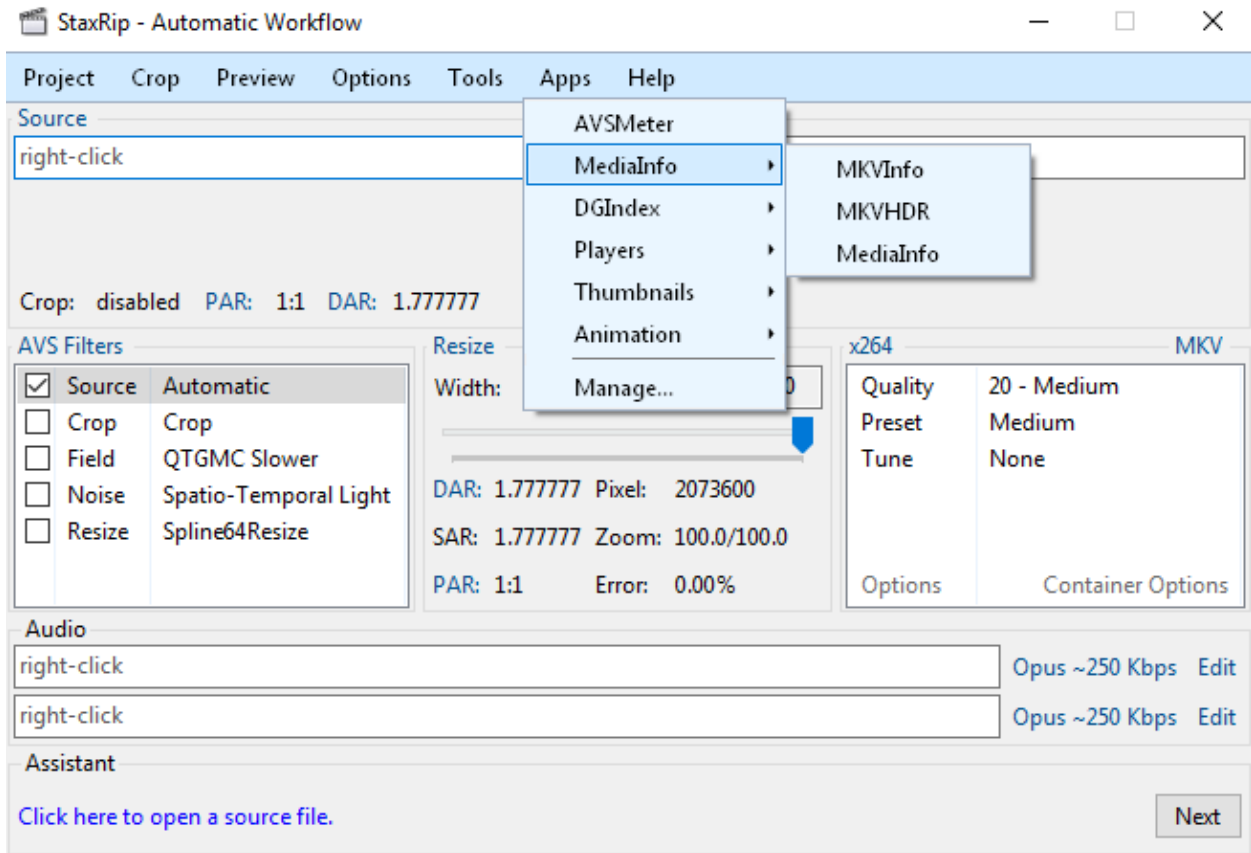 StaxRip - Automatic Workflow
Project Crop Preview Options Tools Apps Help
Source
right-click
AVSMeter
MediaInfo
DGIndex
Players
Thumbnails
Animation
Manage...
MKVInfo
MKVHDR
MediaInfo
Crop: disabled PAR: 1:1 DAR: 1.777777
AVS Filters
Source Automatic
Crop Crop
Field QTGMC Slower
Noise Spatio-Temporal Light
Resize Spline64Resize
Resize
Width:
DAR: 1.777777 Pixel: 2073600
SAR: 1.777777 Zoom: 100.0/100.0
PAR: 1:1 Error: 0.00%
x264 MKV
Quality 20 - Medium
Preset Medium
Tune None
Options Container Options
Audio
right-click Opus ~250 Kbps Edit
right-click Opus ~250 Kbps Edit
Assistant
Click here to open a source file. Next